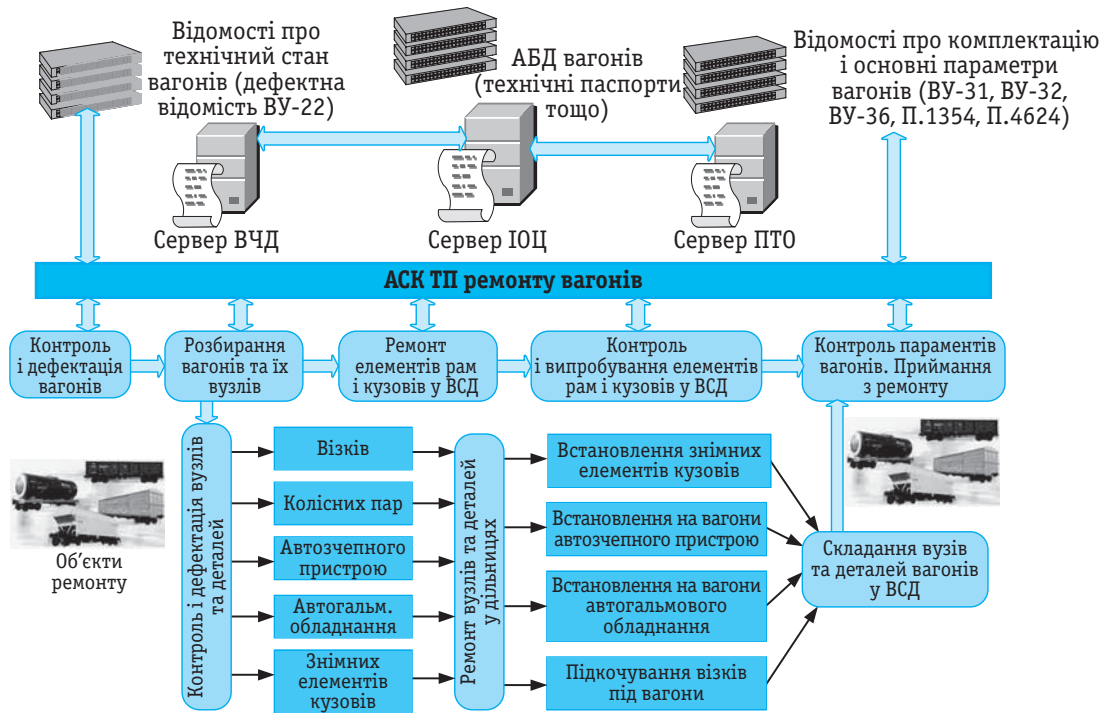 Відомості про
технічний стан
вагонів (дефектна
відомість ВУ-22)
АБД вагонів
(технічні паспорти
тощо)
Відомості про комплектацію
і основні параметри
вагонів (ВУ-31, ВУ-32,
ВУ-36, П.1354, П.4624)
Сервер ВЧД
Сервер ІОЦ
Сервер ПТО
АСК ТП ремонту вагонів
Контроль
і дефектація
вагонів
Розбирання
вагонів та їх
вузлів
Ремонт
елементів рам
і кузовів у ВСД
Контроль
і випробування елементів
рам і кузовів у ВСД
Контроль параментів
вагонів. Приймання
з ремонту
Об’єкти
ремонту
Контроль і дефектація вузлів
та деталей
Візків
Колісних пар
Автозчепного
пристрою
Автогальм.
обладнання
Знімних
елементів
кузовів
Ремонт вузлів та деталей
у дільницях
Встановлення знімних
елементів кузовів
Встановлення на вагони
автозчепного пристрою
Встановлення на вагони
автогальмового
обладнання
Підкочування візків
під вагони
Складання вузів
та деталей вагонів
у ВСД